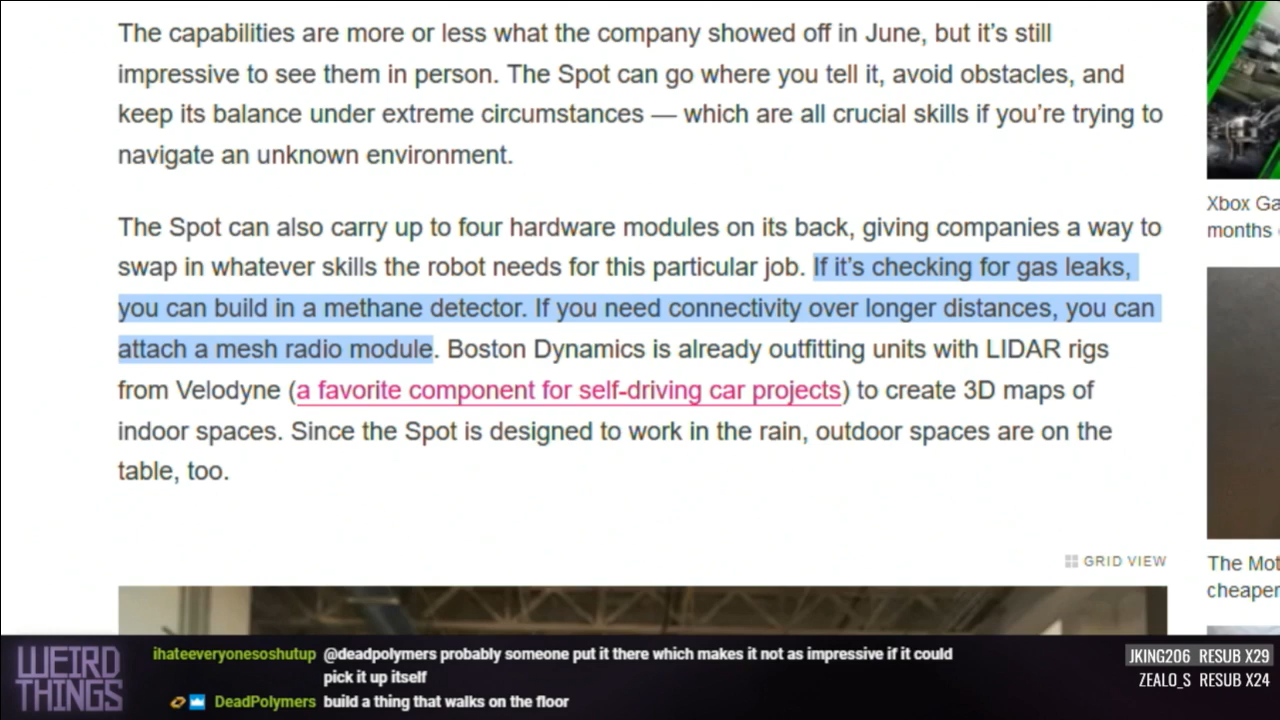 The capabilities are more or less what the company showed off in June, but it’s still
impressive to see them in person. The Spot can go where you tell it, avoid obstacles, and
keep its balance under extreme circumstances — which are all crucial skills if you’re trying to
navigate an unknown environment.
The Spot can also carry up to four hardware modules on its back, giving companies a way to
swap in whatever skills the robot needs for this particular job. If it’s checking for gas leaks,
you can build in a methane detector. If you need connectivity over longer distances, you can
attach a mesh radio module. Boston Dynamics is already outfitting units with LIDAR rigs
from Velodyne (a favorite component for self-driving car projects) to create 3D maps of
indoor spaces. Since the Spot is designed to work in the rain, outdoor spaces are on the
table, too.
GRID VIEW
Xbox Ga
months
The Mot
cheaper
WEIRD
THINGS
ihateeveryonesoshutup @deadpolymers probably someone put it there which makes it not as impressive if it could
pick it up itself
DeadPolymers build a thing that walks on the floor
JKING206 RESUB X29
ZEALO_S RESUB X24